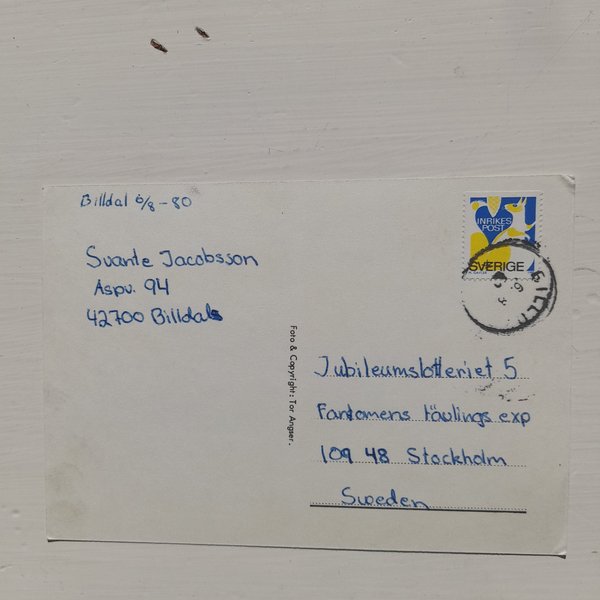 Billdal 6/8-80
Svante Jacobsson
Aspv. 94
42700 Billdal
INRIKES
POST
SVERIGE
Foto & Copyright: Tor Angser.
Jubileumslotteriet 5
Fantomens tävlings exp
109 48 Stockholm
Sweden